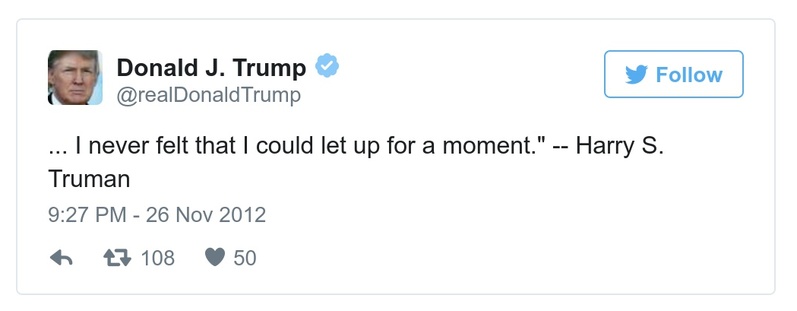 Donald J. Trump
@realDonaldTrump
Follow
... I never felt that I could let up for a moment." -- Harry S.
Truman
9:27 PM - 26 Nov 2012
108 50